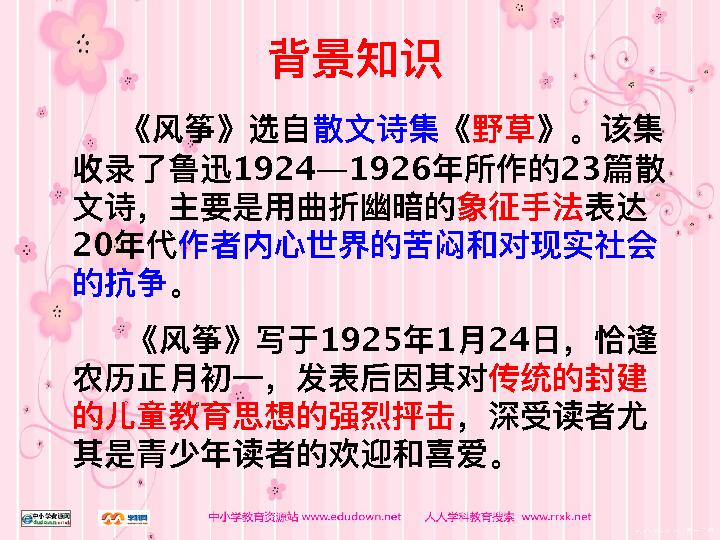 背景知识
《风筝》选自散文诗集《野草》。该集
收录了鲁迅1924—1926年所作的23篇散
文诗，主要是用曲折幽暗的象征手法表达
20年代作者内心世界的苦闷和对现实社会
的抗争。
《风筝》写于1925年1月24日，恰逢
农历正月初一，发表后因其对传统的封建
的儿童教育思想的强烈抨击，深受读者尤
其是青少年读者的欢迎和喜爱。
中小学教育资源站 www.edudown.net 人人学科教育搜索 www.rrxk.net